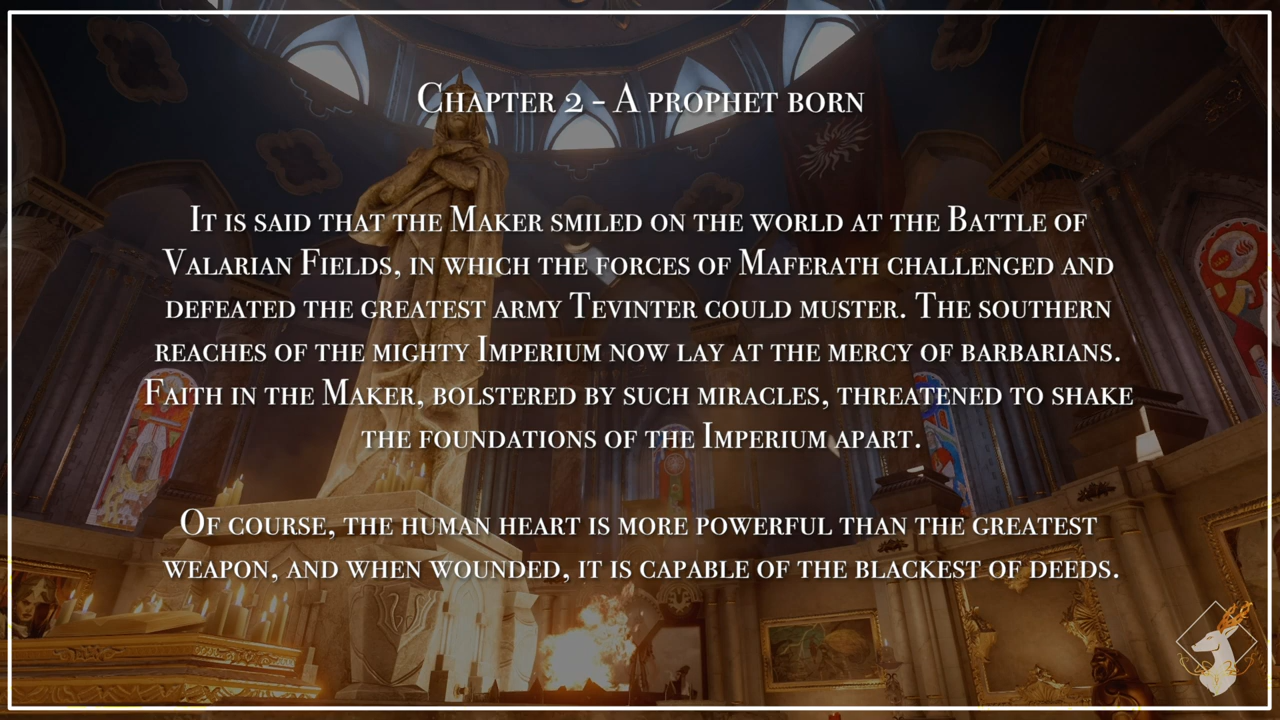 Chapter 2 - A prophet born
It is said that the Maker smiled on the world at the Battle of
Valarian Fields, in which the forces of Maferath challenged and
defeated the greatest army Tevinter could muster. The southern
reaches of the mighty Imperium now lay at the mercy of barbarians.
Faith in the Maker, bolstered by such miracles, threatened to shake
the foundations of the Imperium apart.
Of course, the human heart is more powerful than the greatest
weapon, and when wounded, it is capable of the blackest of deeds.